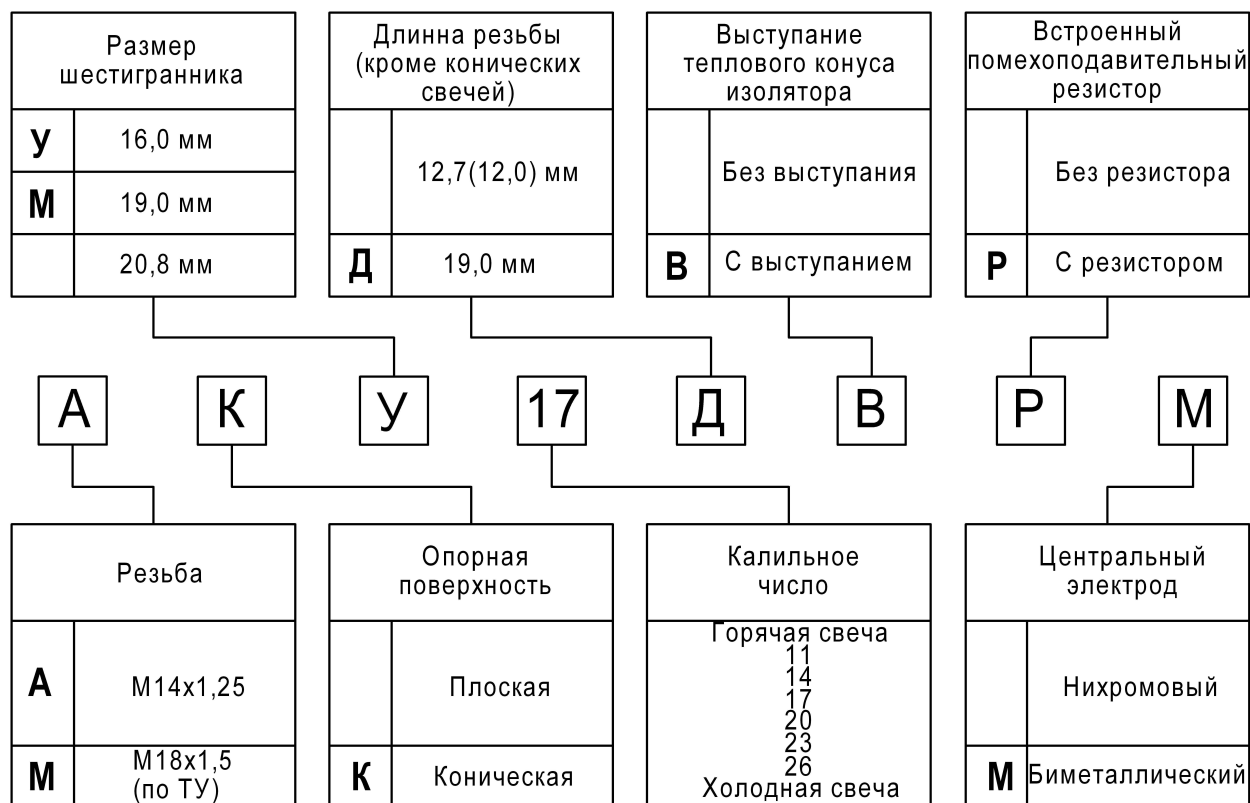 Размер
шестигранника
У 16,0 мм
М 19,0 мм
20,8 мм
Длинна резьбы
(кроме конических
свечей)
12,7(12,0) мм
Д 19,0 мм
Выступание
теплового конуса
изолятора
Без выступания
В С выступанием
Встроенный
помехоподавительный
резистор
Без резистора
Р С резистором
А К У 17 Д В Р М
Резьба
А М14х1,25
М М18х1,5
(по ТУ)
Опорная
поверхность
Плоская
К Коническая
Калильное
число
Горячая свеча
11
14
17
20
23
26
Холодная свеча
Центральный
электрод
Нихромовый
М Биметаллический